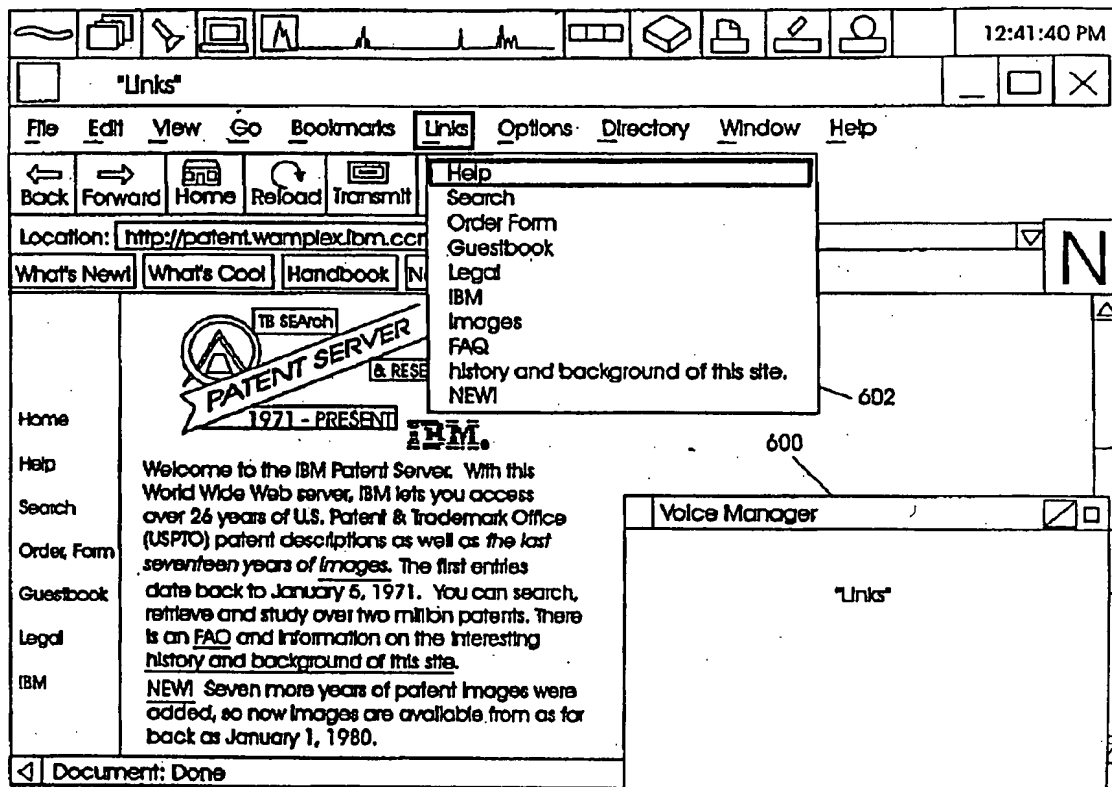 12:41:40 PM
"Links"
File Edit View Go Bookmarks Links Options Directory Window Help
Back Forward Home Reload Transmit
Help
Search
Order Form
Guestbook
Legal
IBM
Images
FAQ
history and background of this site.
NEW!
Location: http://patent.wamplex.ibm.com
N
What's New! What's Cool Handbook
TB SEArch
PATENT SERVER
& RESE
1971 - PRESENT
IBM.
602
600
Home
Help
Search
Order, Form
Guestbook
Legal
IBM
Welcome to the IBM Patent Server. With this
World Wide Web server, IBM lets you access
over 26 years of U.S. Patent & Trademark Office
(USPTO) patent descriptions as well as the last
seventeen years of images. The first entries
date back to January 5, 1971. You can search,
retrieve and study over two million patents. There
is an FAQ and information on the interesting
history and background of this site.
NEW! Seven more years of patent images were
added, so now images are available from as far
back as January 1, 1980.
Voice Manager
"Links"
Document: Done